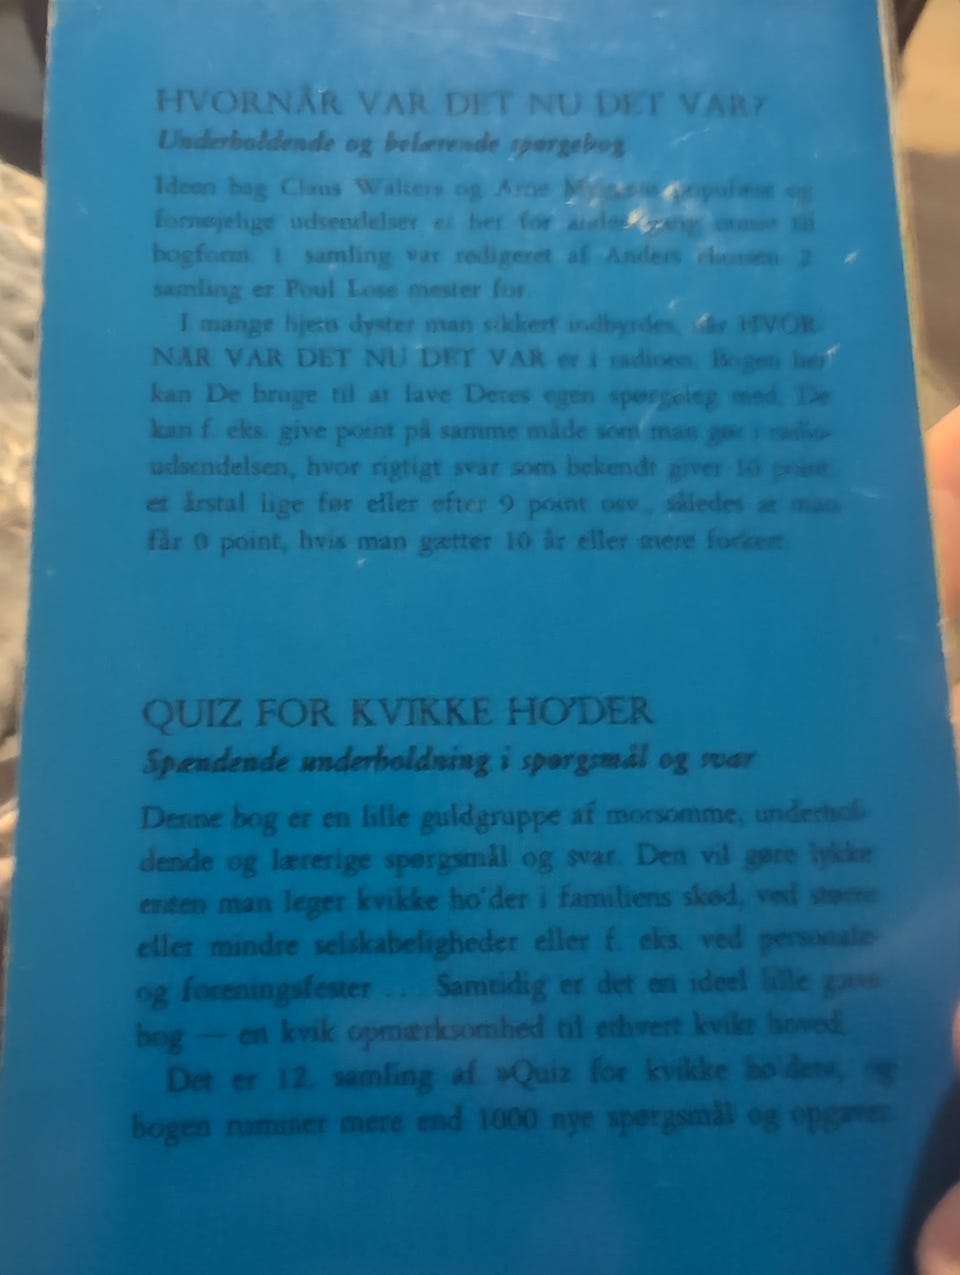 HVORNÅR VAR DET NU DET VAR?
Underholdende og belærende spørgebog
Ideen bag Claus Walters og Arne populære og
fornøjelige udsendelser er her for anden gang omsat til
bogform. 1. samling var redigeret af Anders 2.
samling er Poul Lose mester for.
I mange hjem dyster man sikkert indbyrdes, når HVOR-
NÅR VAR DET NU DET VAR er i radioen. Bogen her
kan De bruge til at lave Deres egen spørgeleg med. De
kan f. eks. give point på samme måde som man gør i radio-
udsendelsen, hvor rigtigt svar som bekendt giver 10 point,
et årstal lige før eller efter 9 point osv., således at man
får 0 point, hvis man gætter 10 år eller mere forkert.
QUIZ FOR KVIKKE HO'DER
Spændende underholdning i spørgsmål og svar
Denne bog er en lille guldgruppe af morsomme, underhol-
dende og lærerige spørgsmål og svar. Den vil gøre lykke
enten man leger kvikke ho'der i familiens skød, ved større
eller mindre selskabeligheder eller f. eks. ved personale-
og foreningsfester ... Samtidig er det en ideel lille gave-
bog — en kvik opmærksomhed til ethvert kvikt hoved.
Det er 12. samling af »Quiz for kvikke ho'der«, og
bogen rummer mere end 1000 nye spørgsmål og opgaver.